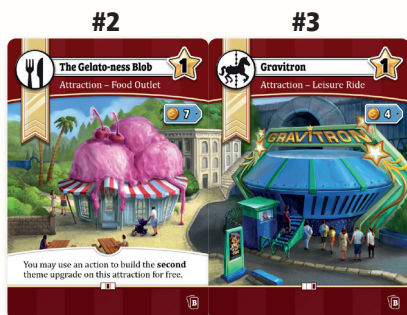 #2
#3
The Gelato-ness Blob
1
Attraction – Food Outlet
7
You may use an action to build the second
theme upgrade on this attraction for free.
B
Gravitron
1
Attraction – Leisure Ride
4
GRAVITRON
B